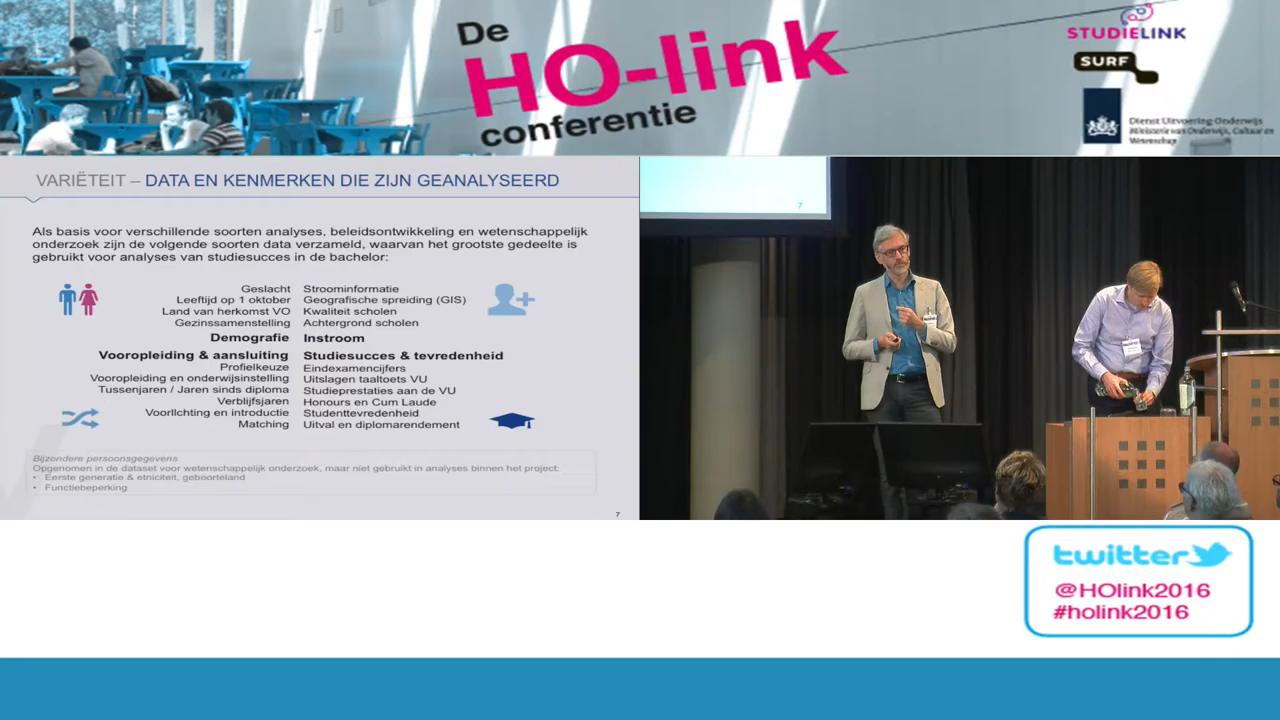 De
HO-link
conferentie
STUDIELINK
SURF
Dienst Uitvoering Onderwijs
Ministerie van Onderwijs, Cultuur en
Wetenschap
VARIËTEIT – DATA EN KENMERKEN DIE ZIJN GEANALYSEERD
Als basis voor verschillende soorten analyses, beleidsontwikkeling en wetenschappelijk
onderzoek zijn de volgende soorten data verzameld, waarvan het grootste gedeelte is
gebruikt voor analyses van studiesucces in de bachelor:
Geslacht
Leeftijd op 1 oktober
Land van herkomst VO
Gezinssamenstelling
Demografie
Stroominformatie
Geografische spreiding (GIS)
Kwaliteit scholen
Achtergrond scholen
Instroom
Vooropleiding & aansluiting
Profielkeuze
Vooropleiding en onderwijsinstelling
Tussenjaren / Jaren sinds diploma
Verblijfsjaren
Voorlichting en introductie
Matching
Studiesucces & tevredenheid
Eindexamencijfers
Uitslagen taaltoets VU
Studieprestaties aan de VU
Honours en Cum Laude
Studenttevredenheid
Uitval en diplomarendement
Bijzondere persoonsgegevens
Opgenomen in de dataset voor wetenschappelijk onderzoek, maar niet gebruikt in analyses binnen het project:
• Eerste generatie & etniciteit, geboorteland
• Functiebeperking
7
7
twitter
@HOlink2016
#holink2016